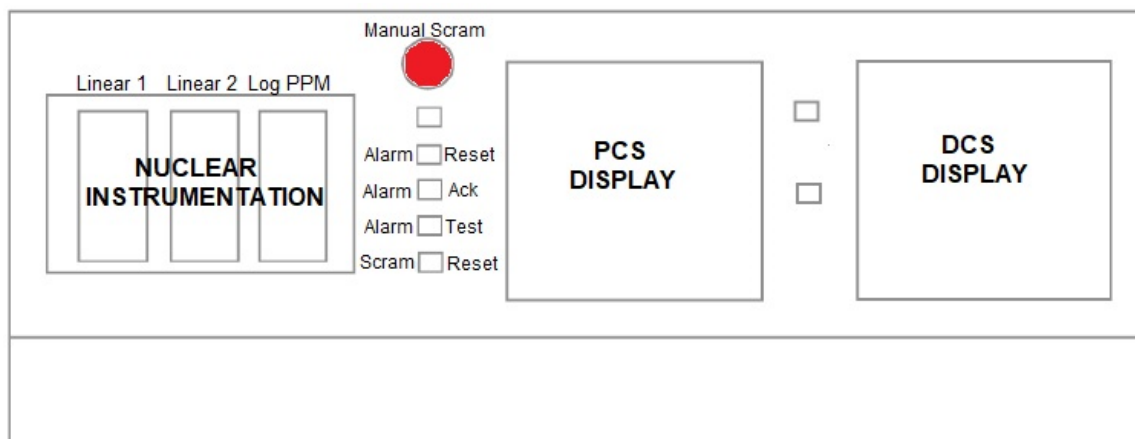 Manual Scram
Linear 1 Linear 2 Log PPM
NUCLEAR
INSTRUMENTATION
Alarm Reset
Alarm Ack
Alarm Test
Scram Reset
PCS
DISPLAY
DCS
DISPLAY